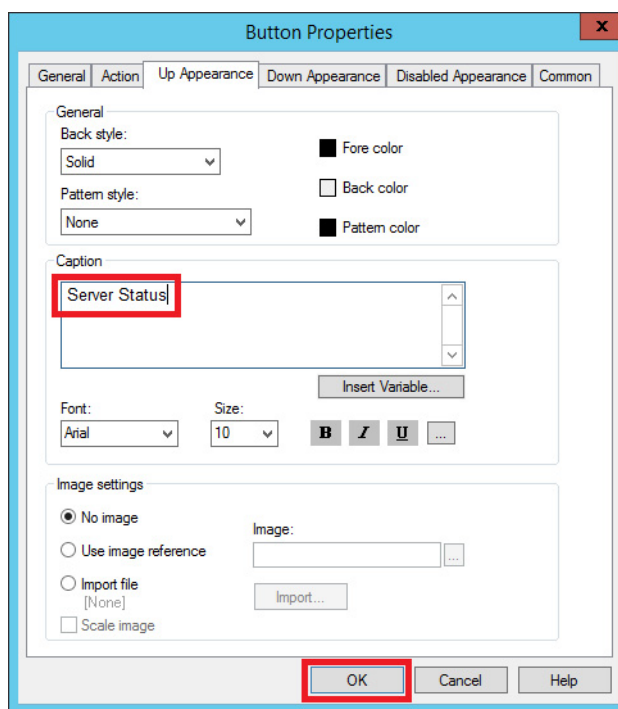 Button Properties
x
General Action Up Appearance Down Appearance Disabled Appearance Common
General
Back style:
Solid
Fore color
Back color
Pattern style:
None
Pattern color
Caption
Server Status
Insert Variable...
Font: Size:
Arial 10 B I U ...
Image settings
No image
Image:
Use image reference ...
Import file
[None]
Import...
Scale image
OK Cancel Help